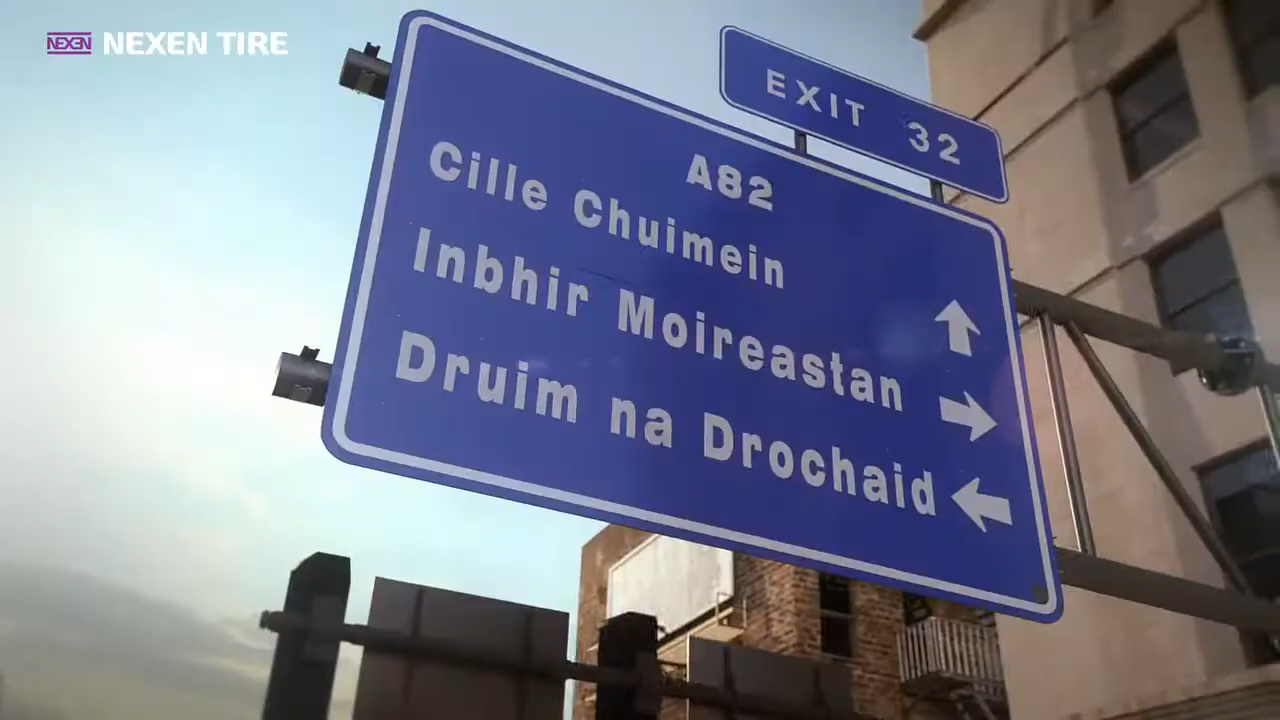 NEXEN NEXEN TIRE
EXIT 32
A82
Cille Chuimein
Inbhir Moireastan
Druim na Drochaid